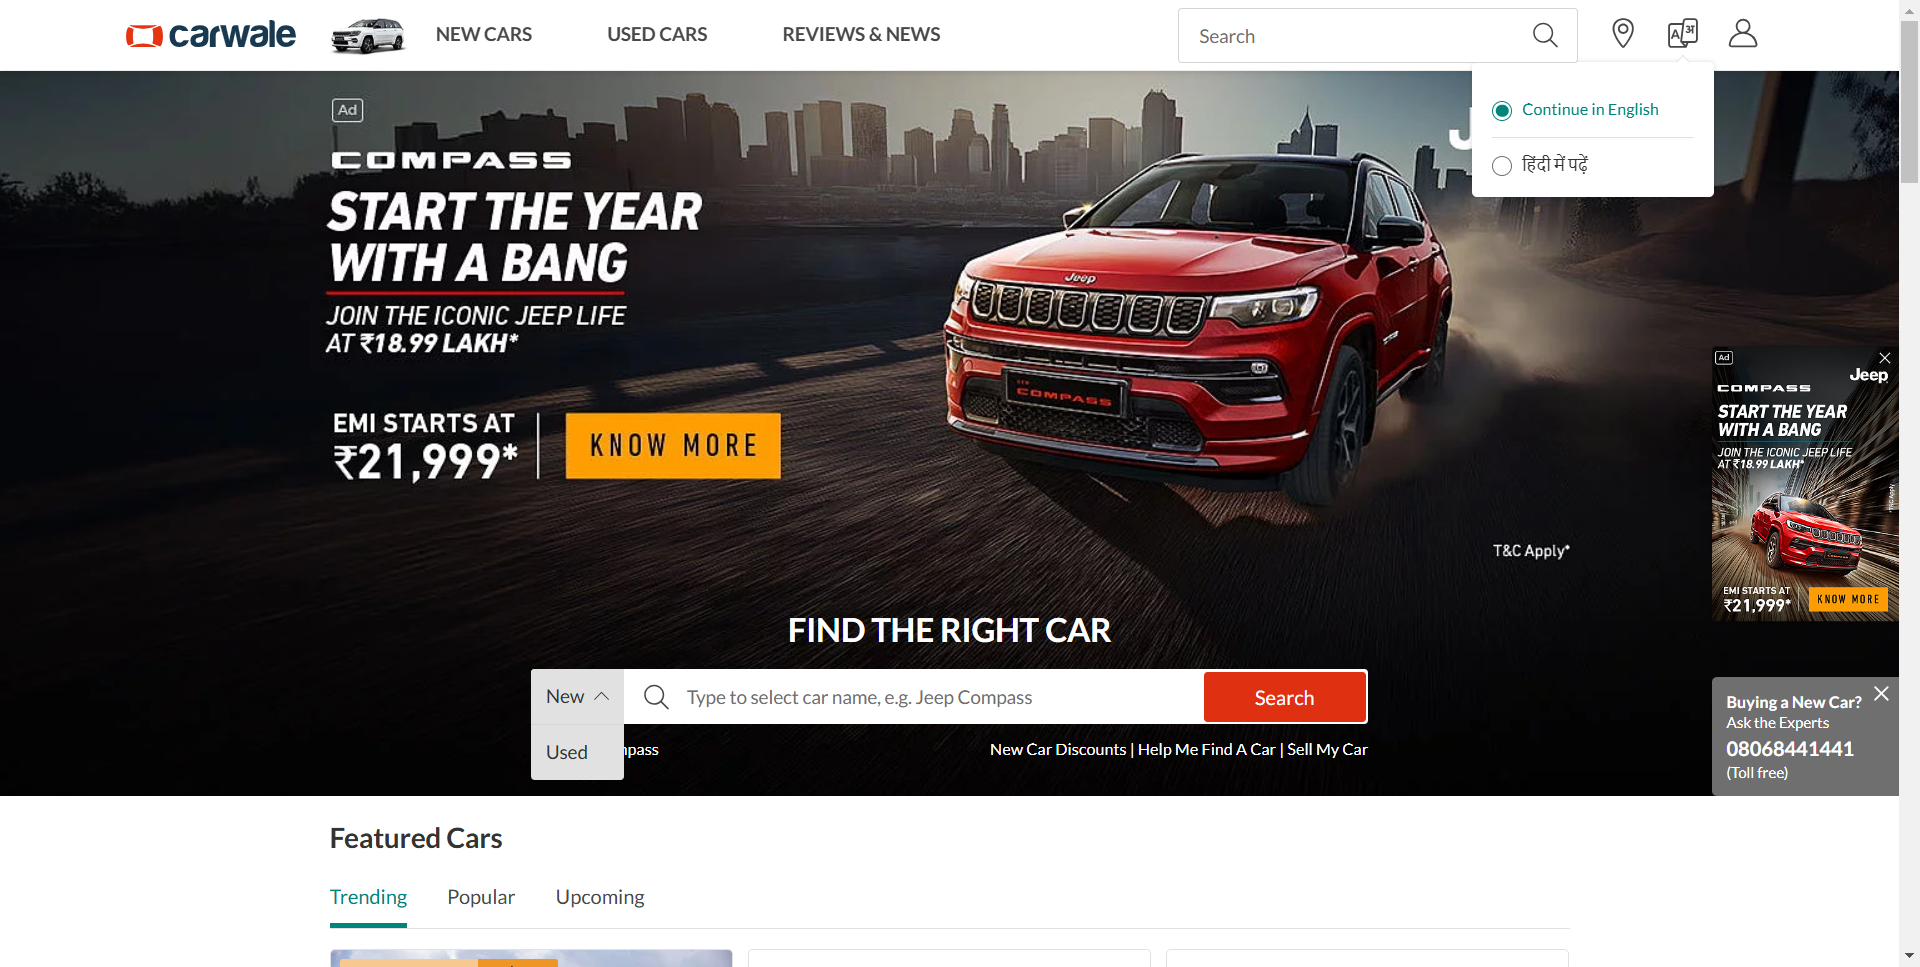 carwale
NEW CARS
USED CARS
REVIEWS & NEWS
Search
A अ
Continue in English
हिंदी में पढ़ें
Ad
J
COMPASS
START THE YEAR
WITH A BANG
JOIN THE ICONIC JEEP LIFE
AT ₹18.99 LAKH*
EMI STARTS AT
₹21,999*
KNOW MORE
Jeep
COMPASS
T&C Apply*
Ad
Jeep
COMPASS
START THE YEAR
WITH A BANG
JOIN THE ICONIC JEEP LIFE
AT ₹18.99 LAKH*
EMI STARTS AT
₹21,999*
KNOW MORE
FIND THE RIGHT CAR
New
Type to select car name, e.g. Jeep Compass
Search
Used
mpass
New Car Discounts | Help Me Find A Car | Sell My Car
Buying a New Car?
Ask the Experts
08068441441
(Toll free)
Featured Cars
Trending
Popular
Upcoming